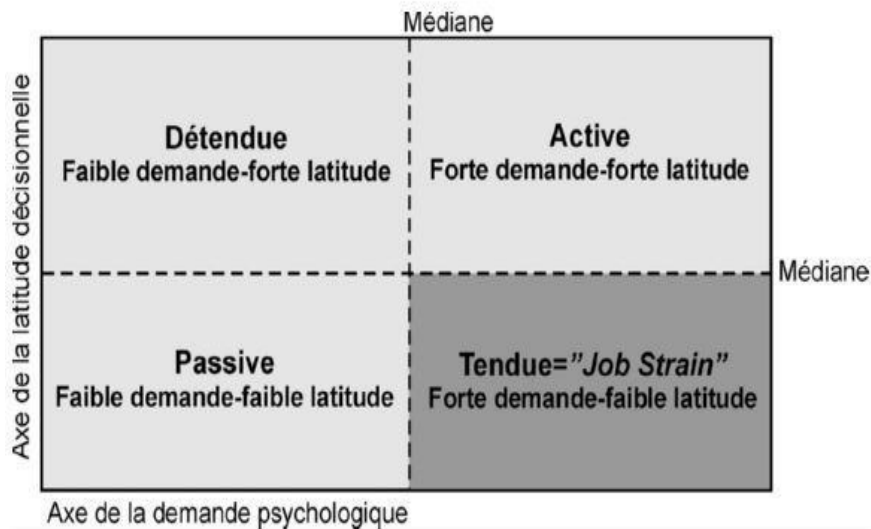 Médiane
Axe de la latitude décisionnelle
Détendue
Faible demande-forte latitude
Active
Forte demande-forte latitude
Médiane
Passive
Faible demande-faible latitude
Tendue=”Job Strain”
Forte demande-faible latitude
Axe de la demande psychologique